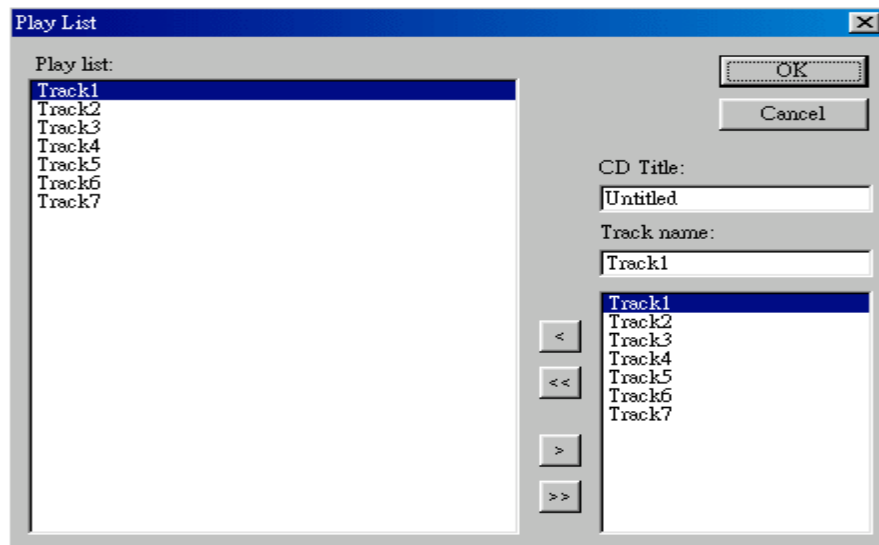 Play List
Play list:
Track1
Track2
Track3
Track4
Track5
Track6
Track7
OK
Cancel
CD Title:
Untitled
Track name:
Track1
Track1
Track2
Track3
Track4
Track5
Track6
Track7
<
<<
>
>>